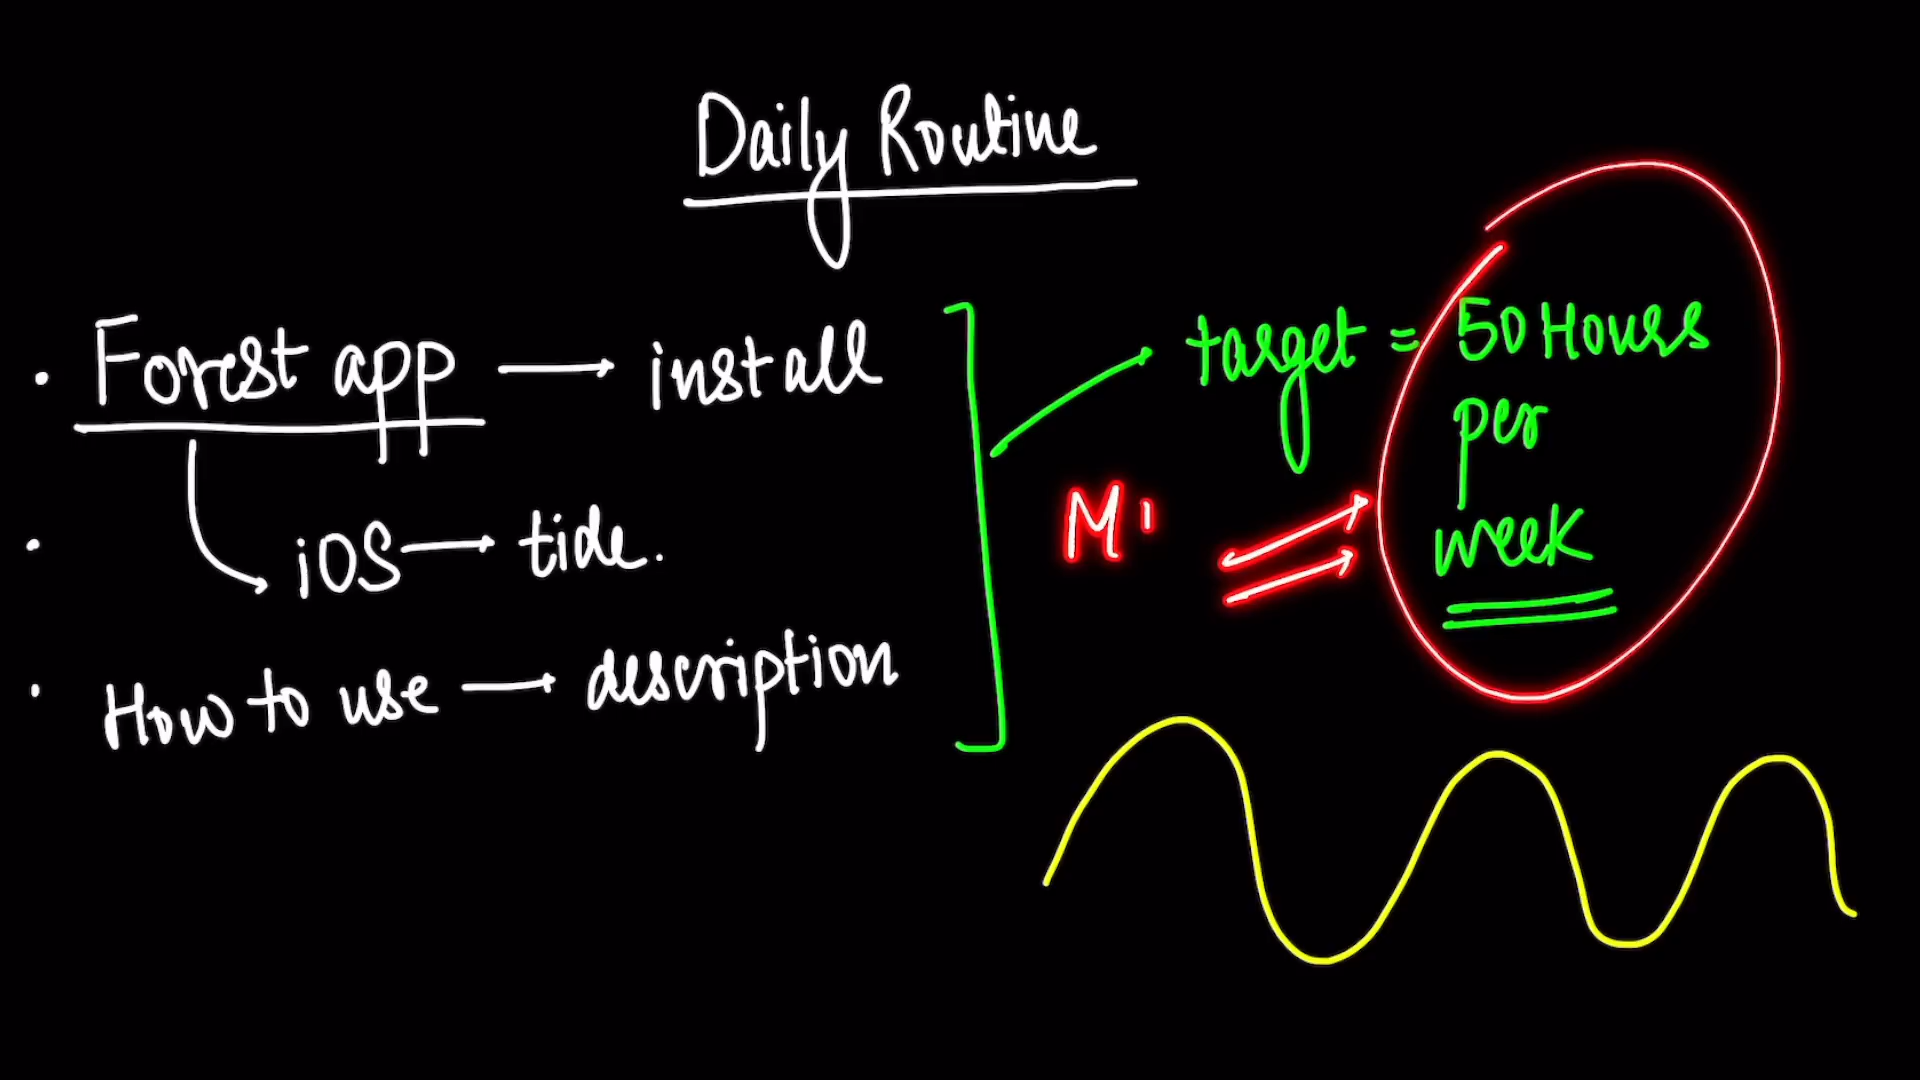 Daily Routine
• Forest app → install
• iOS → tide.
• How to use → description
target = 50 Hours
per
week
M